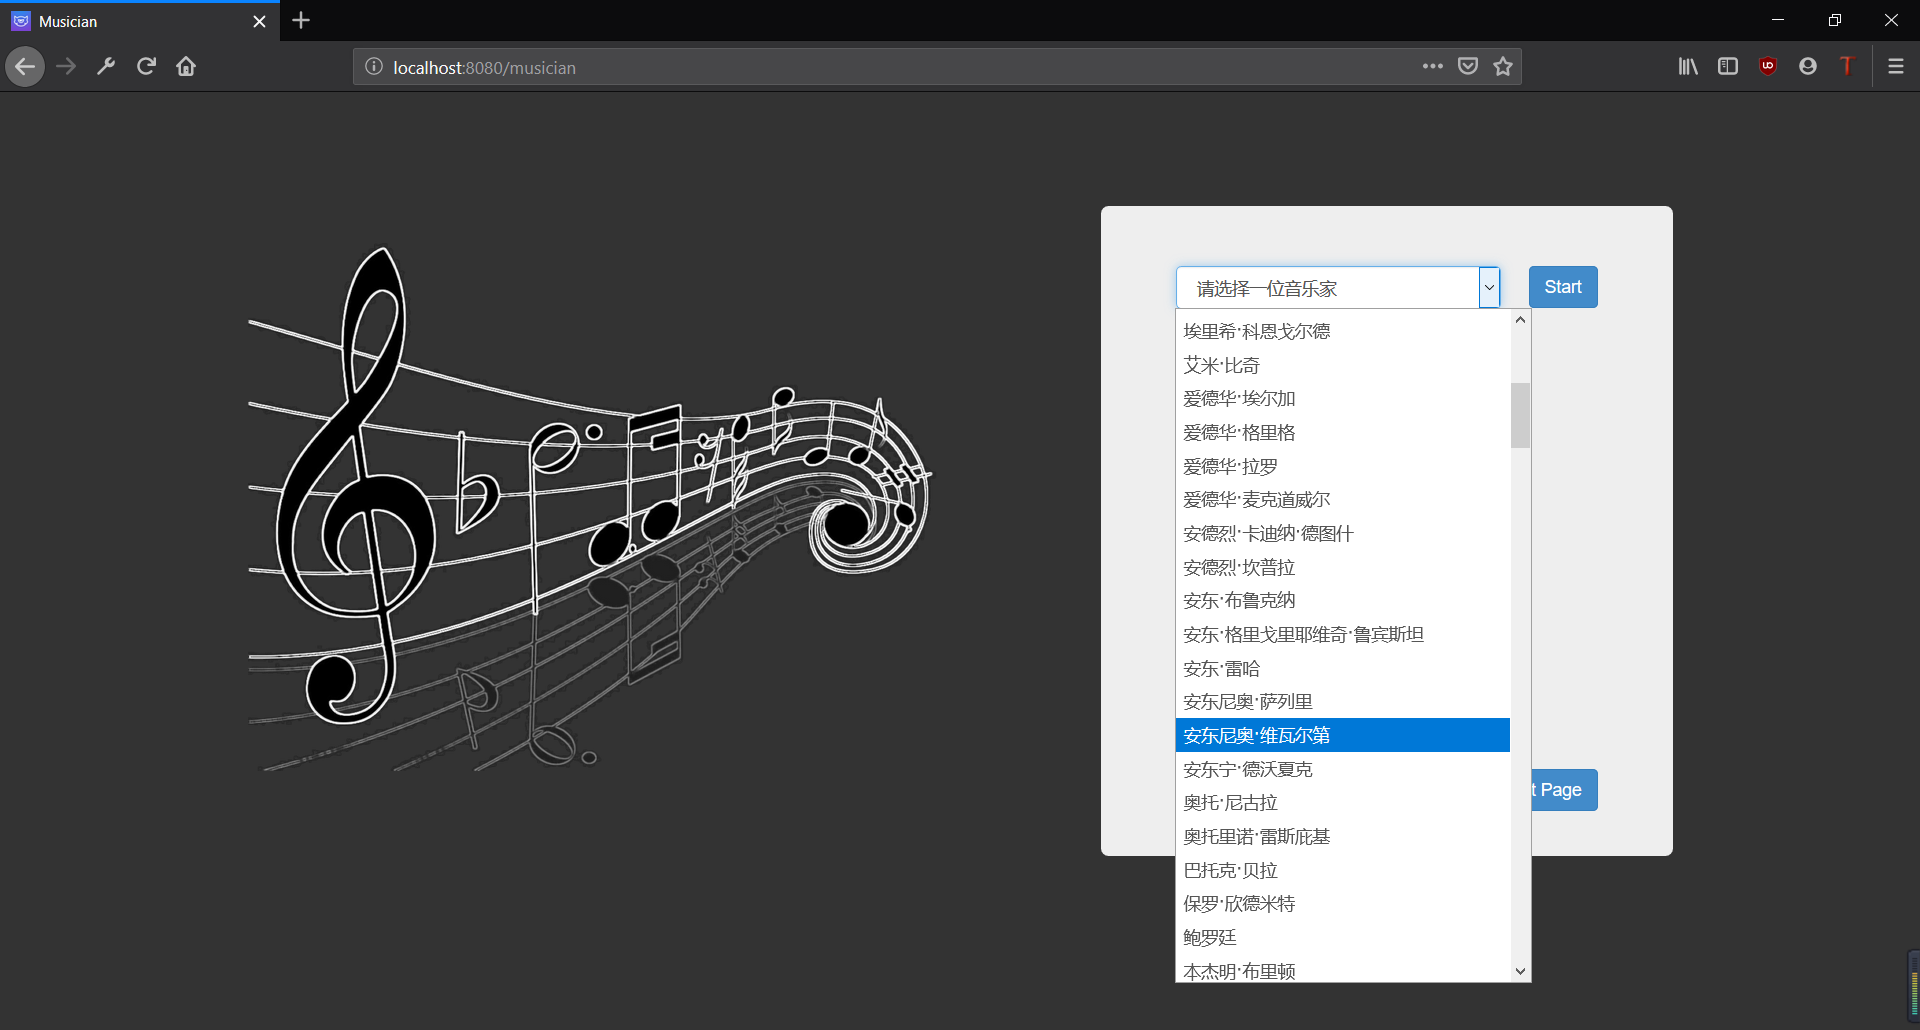 Musician
localhost:8080/musician
请选择一位音乐家
Start
埃里希·科恩戈尔德
艾米·比奇
爱德华·埃尔加
爱德华·格里格
爱德华·拉罗
爱德华·麦克道威尔
安德烈·卡迪纳·德图什
安德烈·坎普拉
安东·布鲁克纳
安东·格里戈里耶维奇·鲁宾斯坦
安东·雷哈
安东尼奥·萨列里
安东尼奥·维瓦尔第
安东宁·德沃夏克
t Page
奥托·尼古拉
奥托里诺·雷斯庇基
巴托克·贝拉
保罗·欣德米特
鲍罗廷
本杰明·布里顿